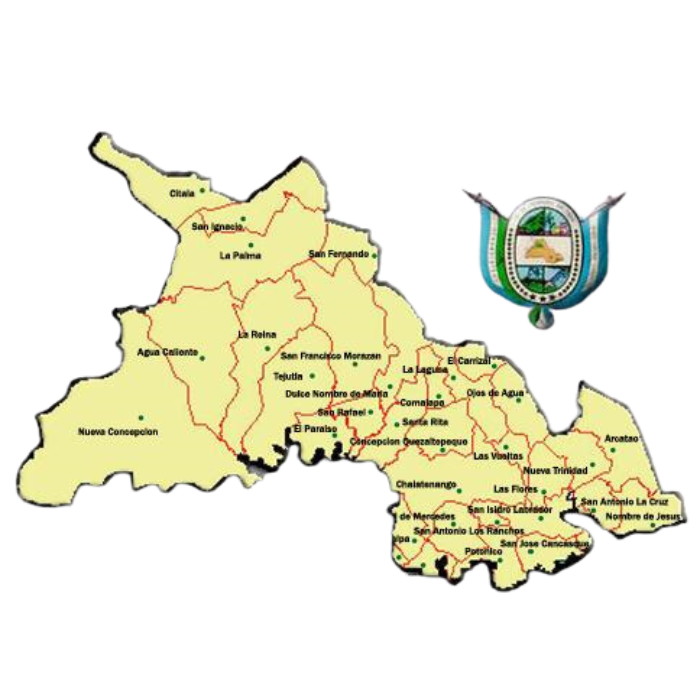 Citala
San Ignacio
La Palma
San Fernando
La Reina
Agua Caliente
San Francisco Morazan
El Carrizal
La Laguna
Tejutla
Dulce Nombre de Maria
Ojos de Agua
Comalapa
San Rafael
Santa Rita
El Paraiso
Nueva Concepcion
Concepcion Quezaltepeque
Arcatao
Las Vueltas
Nueva Trinidad
Chalatenango
Las Flores
San Antonio La Cruz
San Isidro Labrador
l de Mercedes
Nombre de Jesus
San Antonio Los Ranchos
San Jose Cancasque
Potonico